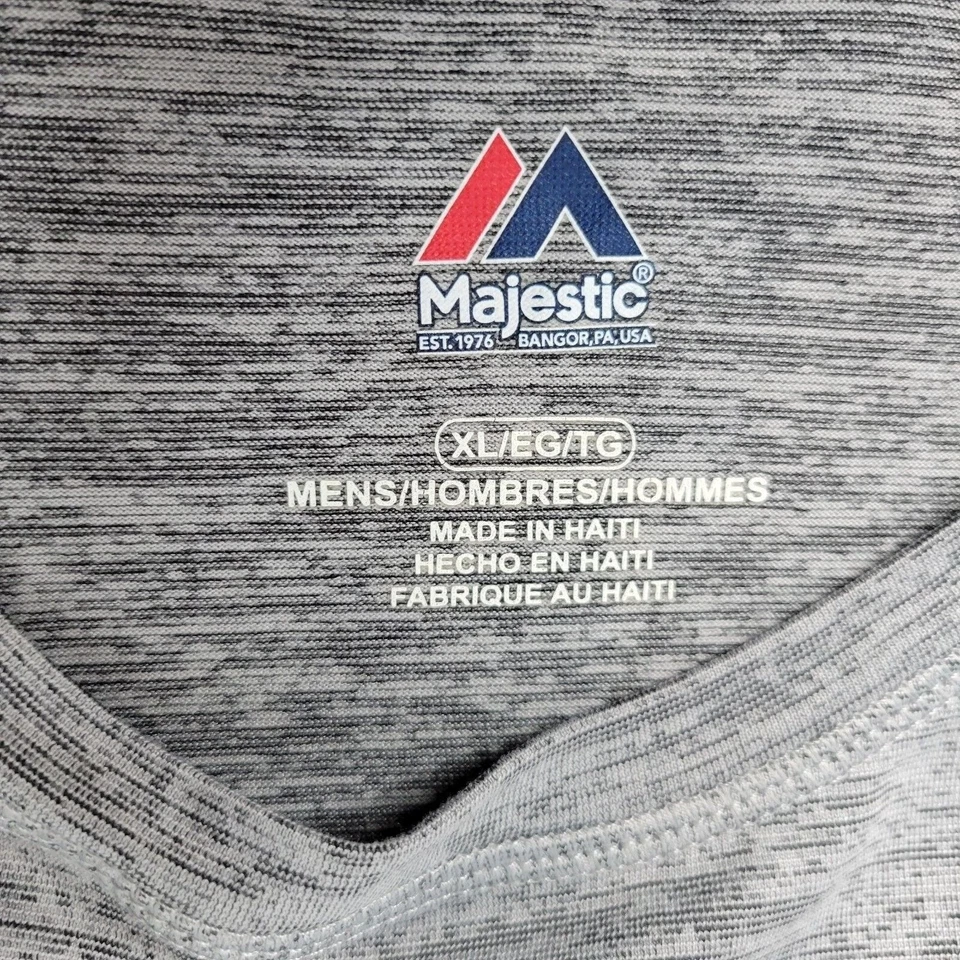 Majestic®
EST. 1976 BANGOR, PA, USA
XL/EG/TG
MENS/HOMBRES/HOMMES
MADE IN HAITI
HECHO EN HAITI
FABRIQUE AU HAITI